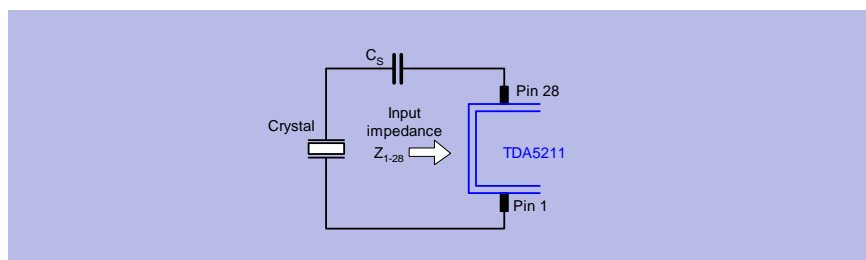 C_S
Pin 28
Input
impedance
Z_1-28
Crystal
TDA5211
Pin 1